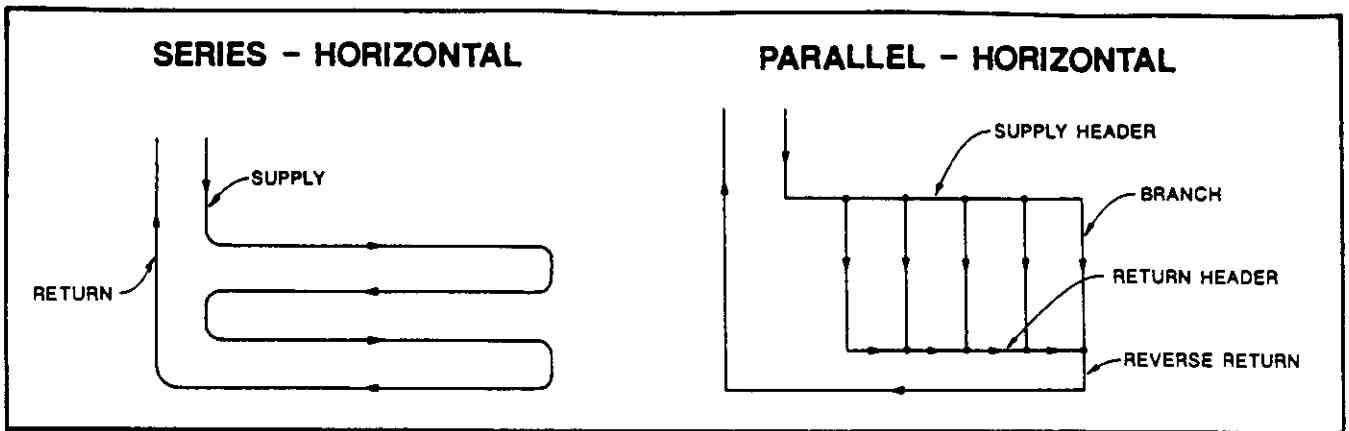 SERIES - HORIZONTAL
SUPPLY
RETURN
PARALLEL - HORIZONTAL
SUPPLY HEADER
BRANCH
RETURN HEADER
REVERSE RETURN